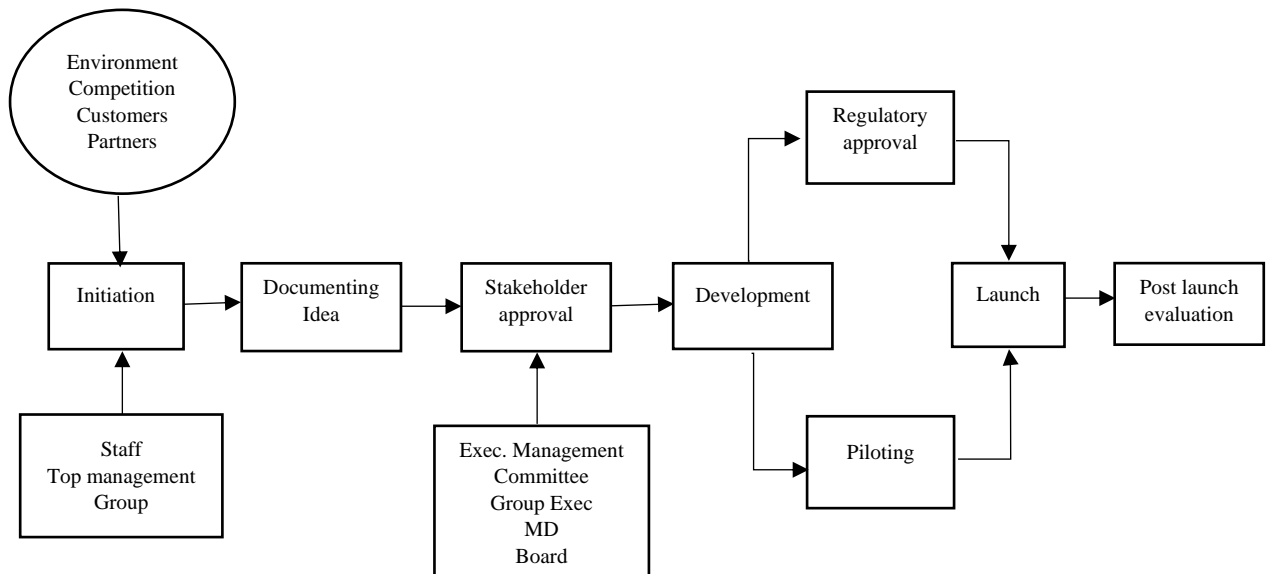 Environment
Competition
Customers
Partners
Initiation
Staff
Top management
Group
Documenting
Idea
Stakeholder
approval
Exec. Management
Committee
Group Exec
MD
Board
Development
Regulatory
approval
Piloting
Launch
Post launch
evaluation